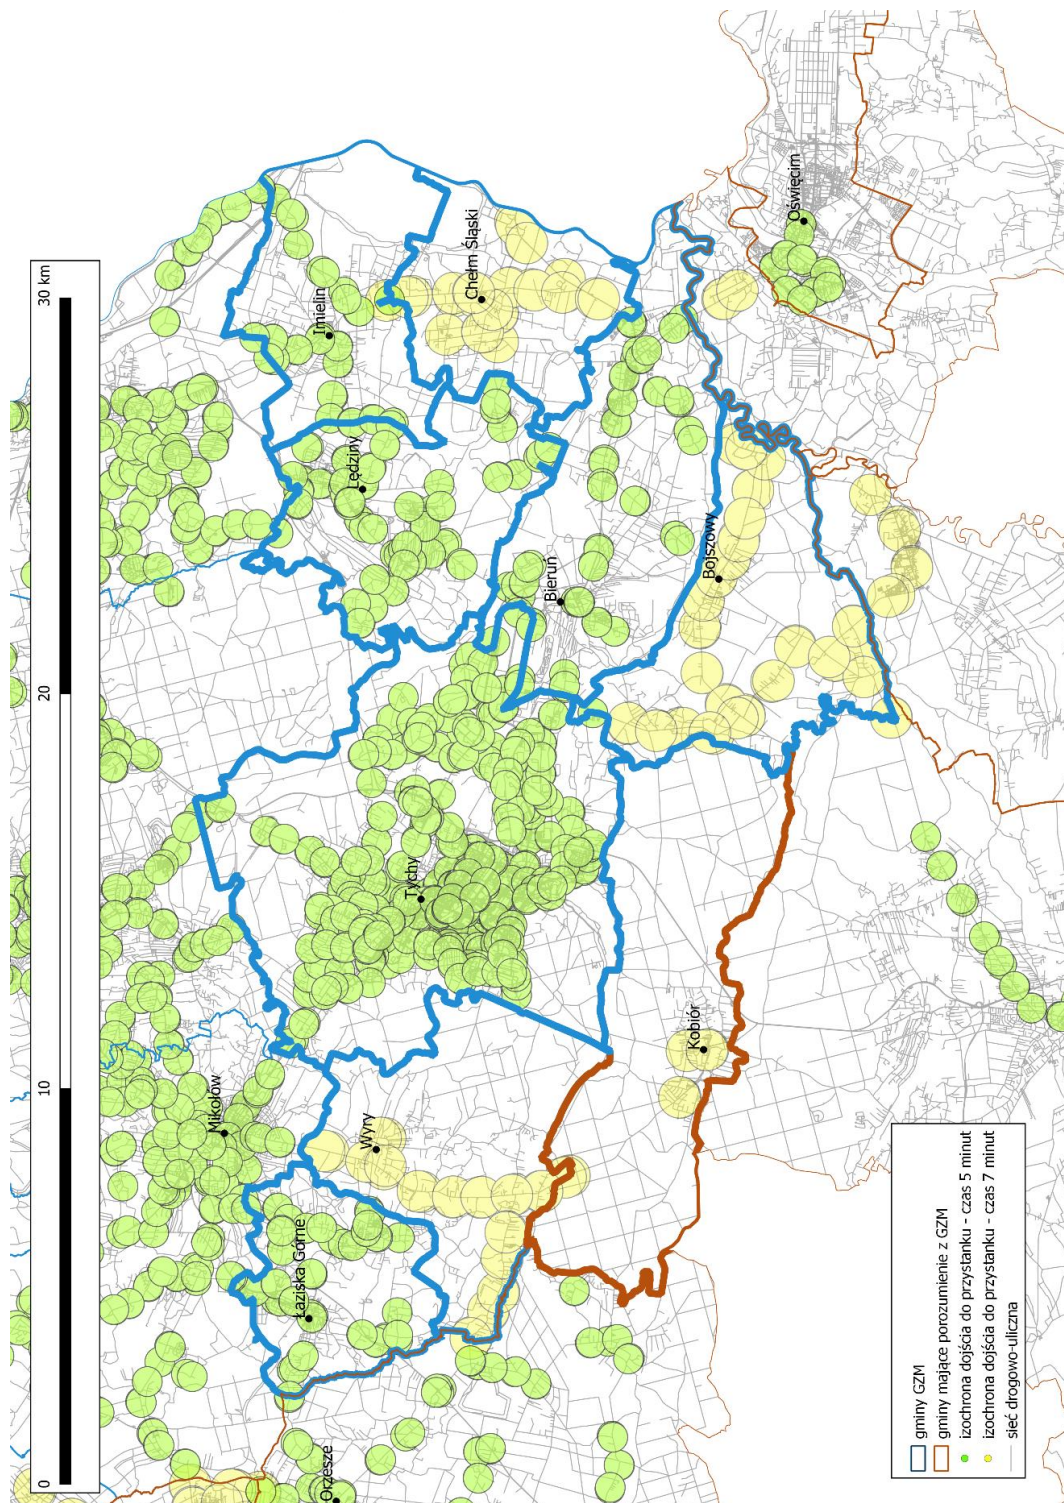 0
10
20
30 km
Orzesze
Łaziska Górne
Mikołów
Wyry
Kobiór
Tychy
Bieruń
Bojszowy
Lędziny
Imielin
Chełm Śląski
Oświęcim
gminy GZM
gminy mające porozumienie z GZM
izochrona dojścia do przystanku - czas 5 minut
izochrona dojścia do przystanku - czas 7 minut
sieć drogowo-uliczna